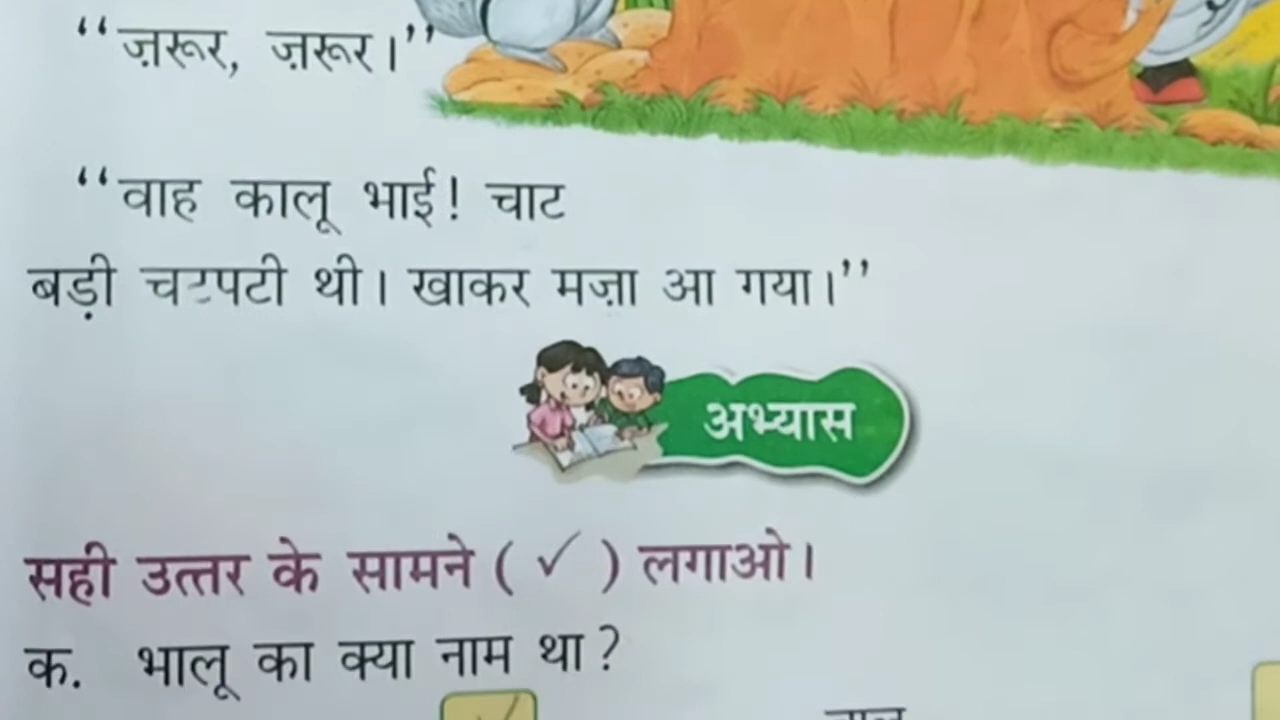 “ज़रूर, ज़रूर।”
“वाह कालू भाई! चाट
बड़ी चटपटी थी। खाकर मज़ा आ गया।”
अभ्यास
सही उत्तर के सामने ( ✓ ) लगाओ।
क. भालू का क्या नाम था?